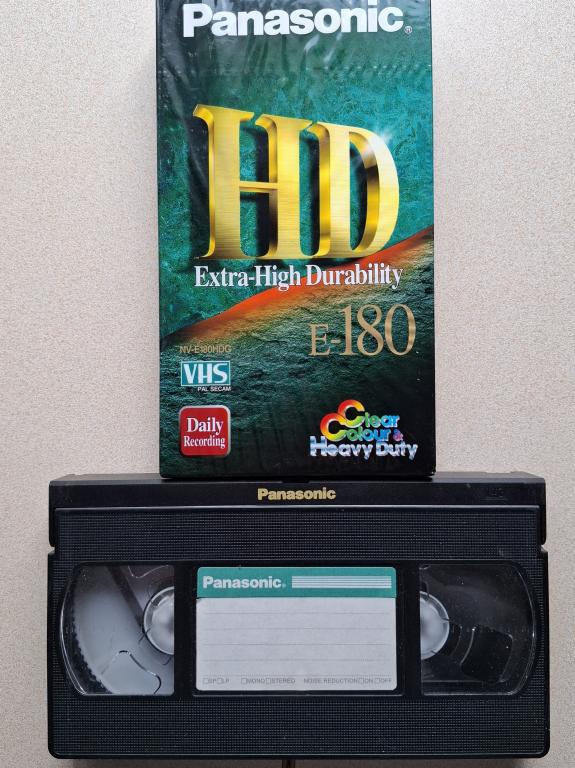 Panasonic®
HD
Extra-High Durability
E-180
NV-E180HDG
VHS
PAL SECAM
Daily
Recording
Clear
Colour &
Heavy Duty
Panasonic
Panasonic®
□SP□LP □MONO□STEREO NOISE REDUCTION□ON□OFF